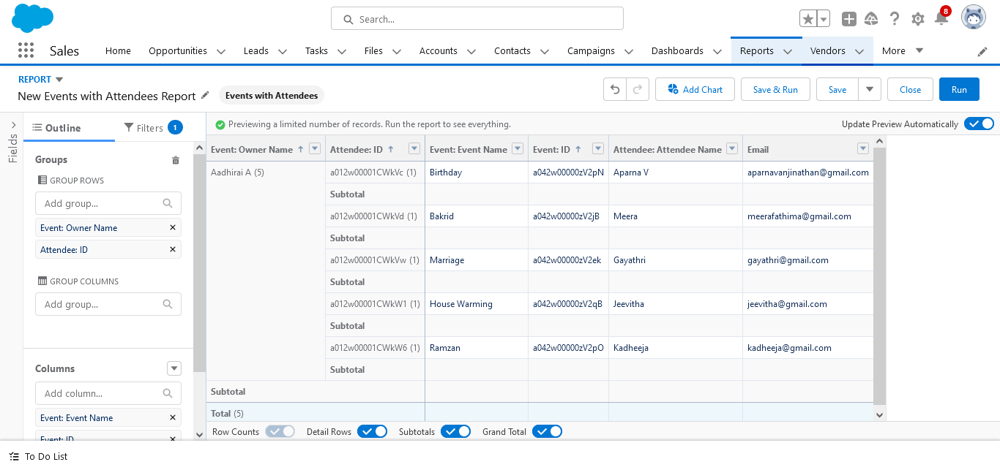 Search...
8
Sales
Home
Opportunities
Leads
Tasks
Files
Accounts
Contacts
Campaigns
Dashboards
Reports
Vendors
More
REPORT
New Events with Attendees Report
Events with Attendees
Add Chart
Save & Run
Save
Close
Run
Fields
Outline
Filters 1
Previewing a limited number of records. Run the report to see everything.
Update Preview Automatically
Groups
GROUP ROWS
Add group...
Event: Owner Name
Attendee: ID
GROUP COLUMNS
Add group...
Columns
Add column...
Event: Event Name
Event: ID
Event: Owner Name Attendee: ID Event: Event Name Event: ID Attendee: Attendee Name Email
Aadhirai A (5) a012w00001CWkVc (1) Birthday a042w00000zV2pN Aparna V aparnavanjinathan@gmail.com
Subtotal
a012w00001CWkVd (1) Bakrid a042w00000zV2jB Meera meerafathima@gmail.com
Subtotal
a012w00001CWkVw (1) Marriage a042w00000zV2ek Gayathri gayathri@gmail.com
Subtotal
a012w00001CWkW1 (1) House Warming a042w00000zV2qB Jeevitha jeevitha@gmail.com
Subtotal
a012w00001CWkW6 (1) Ramzan a042w00000zV2pO Kadheeja kadheeja@gmail.com
Subtotal
Subtotal
Total (5)
Row Counts
Detail Rows
Subtotals
Grand Total
To Do List